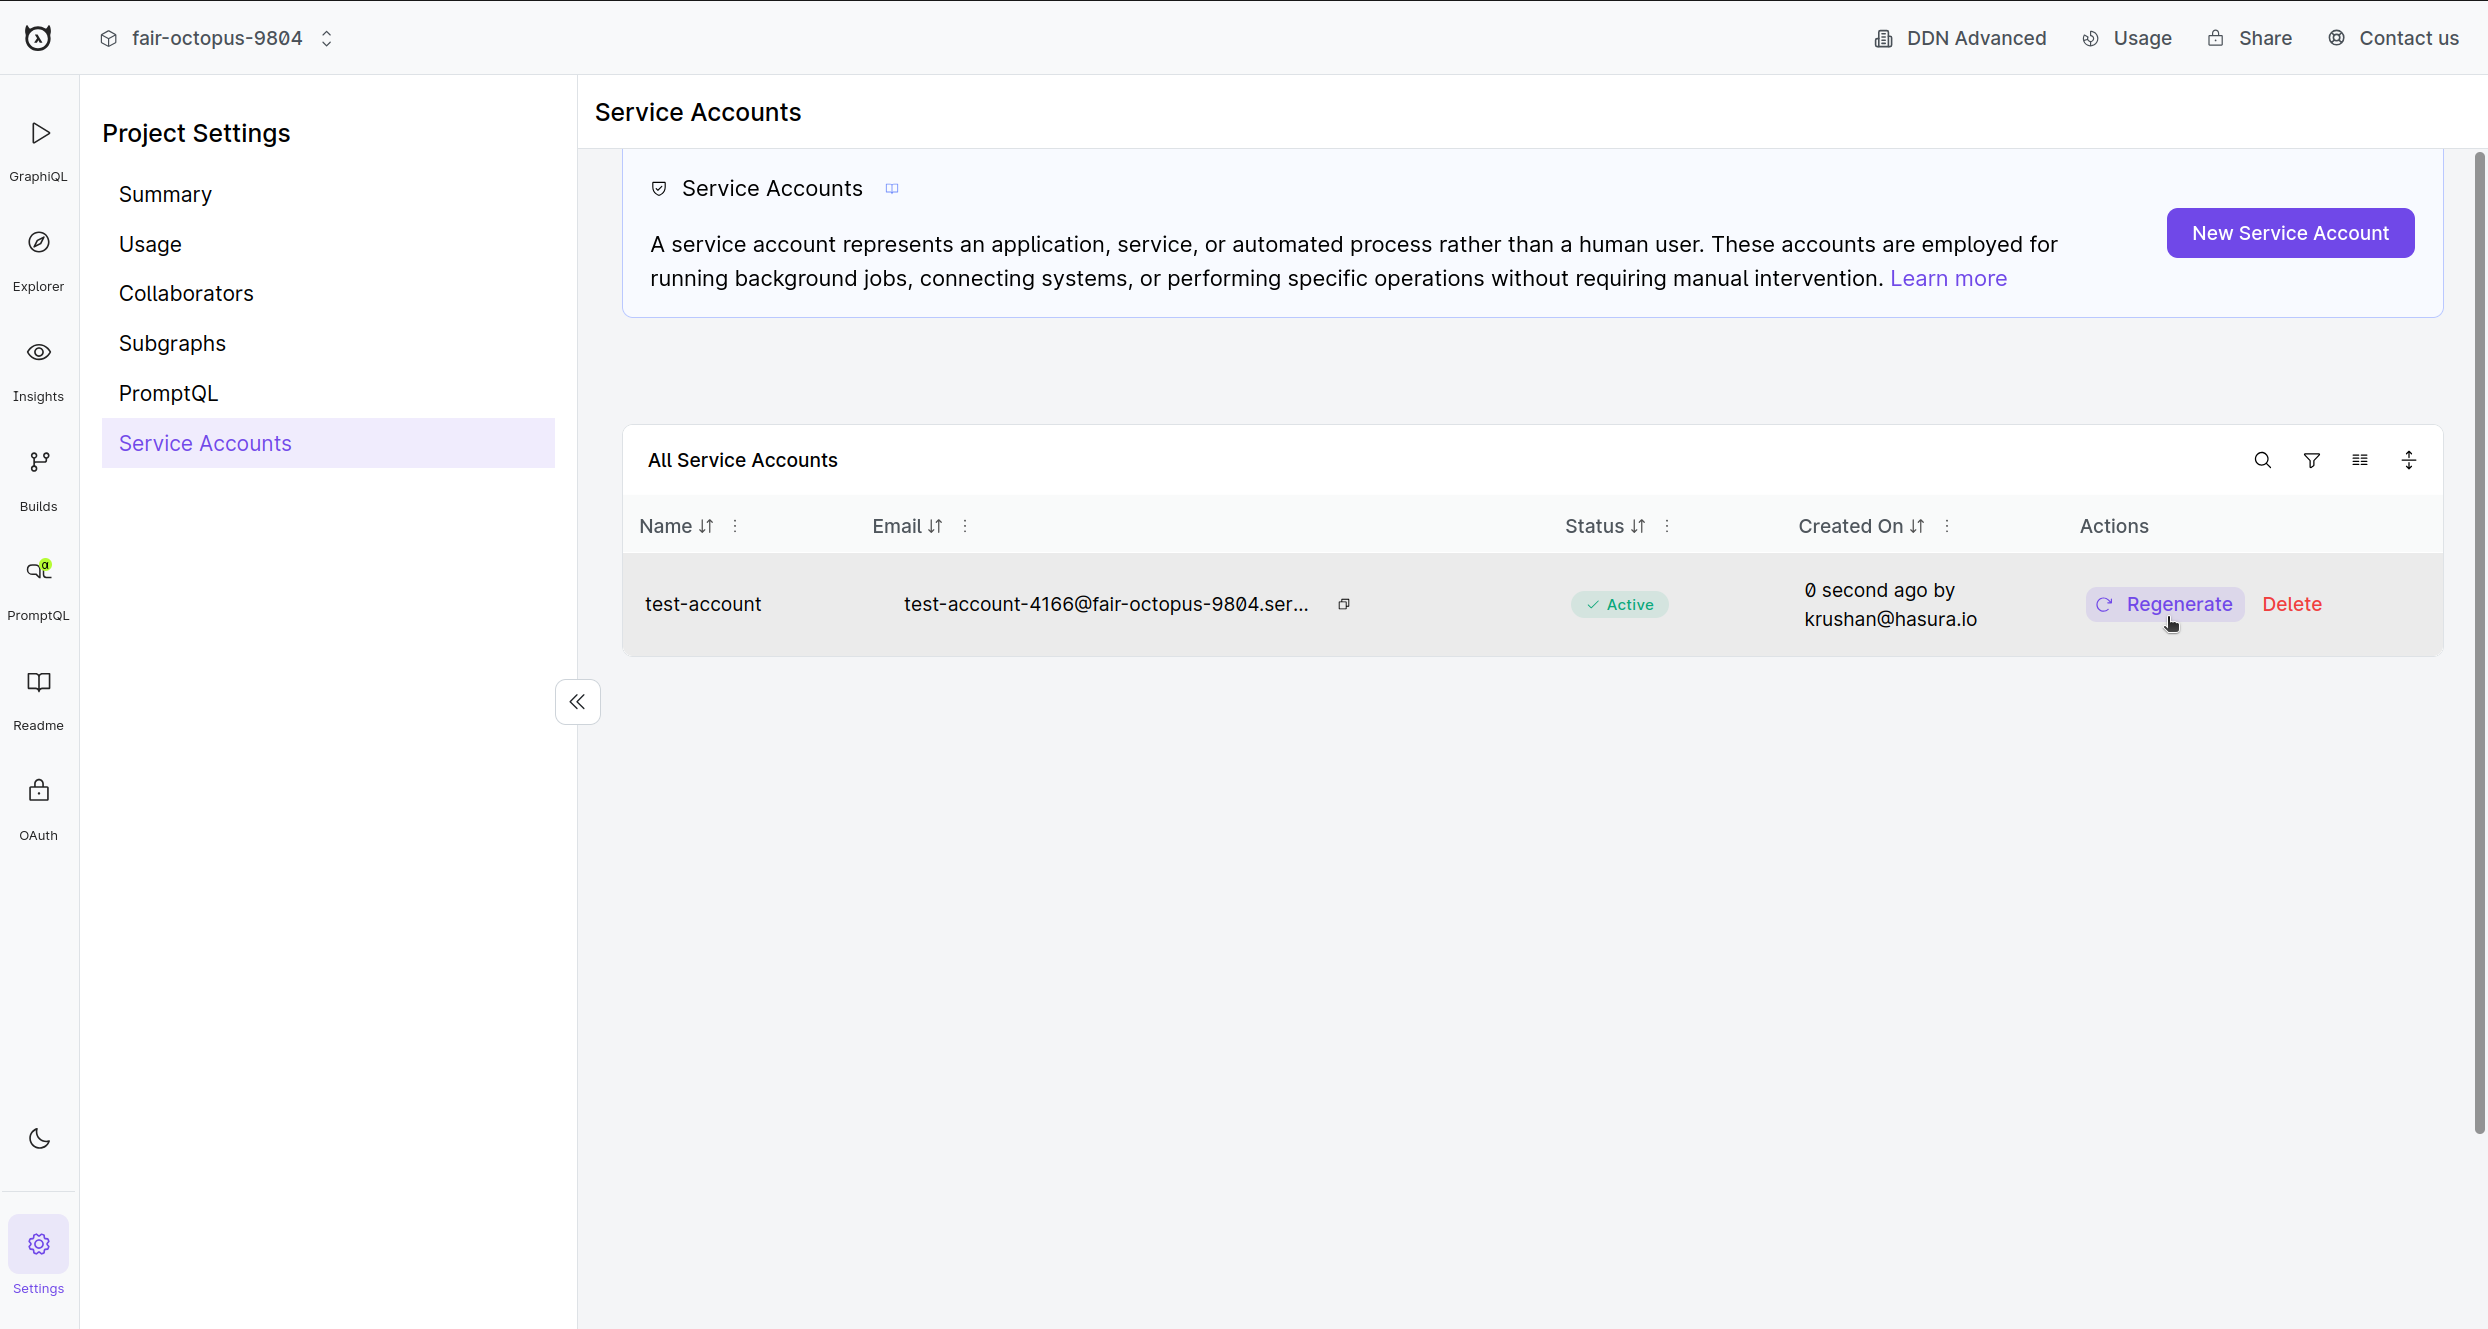 fair-octopus-9804
DDN Advanced
Usage
Share
Contact us
GraphiQL
Explorer
Insights
Builds
α
PromptQL
Readme
OAuth
Settings
Project Settings
Summary
Usage
Collaborators
Subgraphs
PromptQL
Service Accounts
Service Accounts
Service Accounts
A service account represents an application, service, or automated process rather than a human user. These accounts are employed for
running background jobs, connecting systems, or performing specific operations without requiring manual intervention. Learn more
New Service Account
All Service Accounts
Name
Email
Status
Created On
Actions
test-account
test-account-4166@fair-octopus-9804.ser...
Active
0 second ago by
krushan@hasura.io
Regenerate
Delete